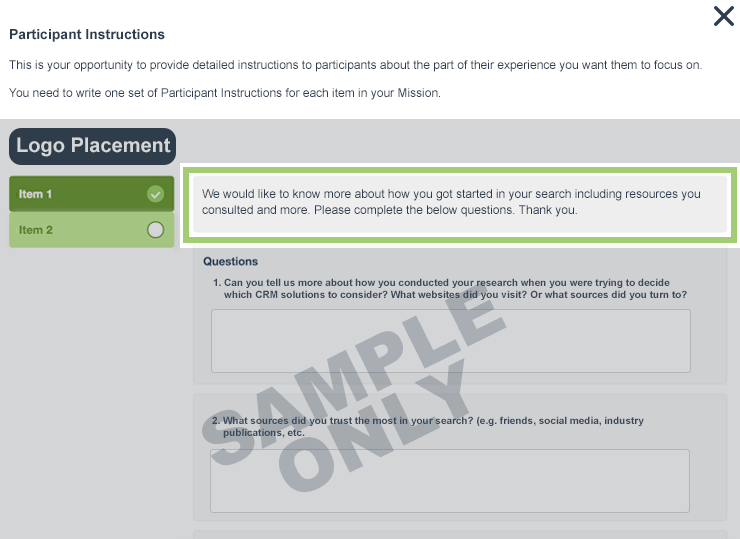 Participant Instructions
This is your opportunity to provide detailed instructions to participants about the part of their experience you want them to focus on.
You need to write one set of Participant Instructions for each item in your Mission.
Logo Placement
Item 1
Item 2
We would like to know more about how you got started in your search including resources you
consulted and more. Please complete the below questions. Thank you.
Questions
1. Can you tell us more about how you conducted your research when you were trying to decide
which CRM solutions to consider? What websites did you visit? Or what sources did you turn to?
2. What sources did you trust the most in your search? (e.g. friends, social media, industry
publications, etc.
SAMPLE
ONLY